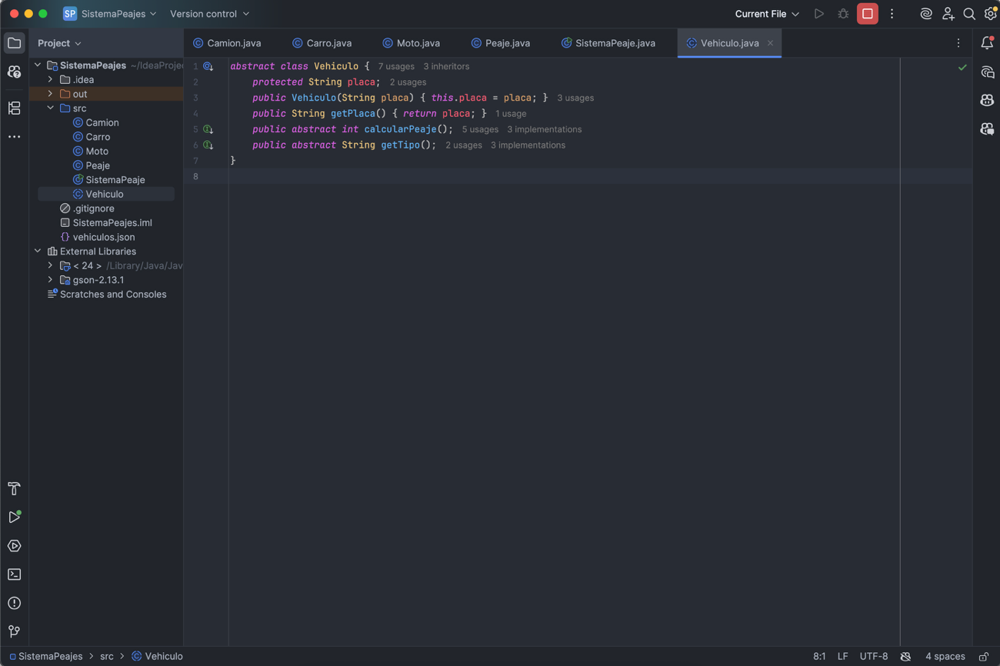 SP SistemaPeajes Version control Current File
Project
Camion.java Carro.java Moto.java Peaje.java SistemaPeaje.java Vehiculo.java
SistemaPeajes ~/IdeaProjec
.idea
out
src
Camion
Carro
Moto
Peaje
SistemaPeaje
Vehiculo
.gitignore
SistemaPeajes.iml
{} vehiculos.json
External Libraries
< 24 > /Library/Java/Jav
gson-2.13.1
Scratches and Consoles
1 abstract class Vehiculo { 7 usages 3 inheritors
2 protected String placa; 2 usages
3 public Vehiculo(String placa) { this.placa = placa; } 3 usages
4 public String getPlaca() { return placa; } 1 usage
5 public abstract int calcularPeaje(); 5 usages 3 implementations
6 public abstract String getTipo(); 2 usages 3 implementations
7 }
8
SistemaPeajes > src > Vehiculo 8:1 LF UTF-8 4 spaces